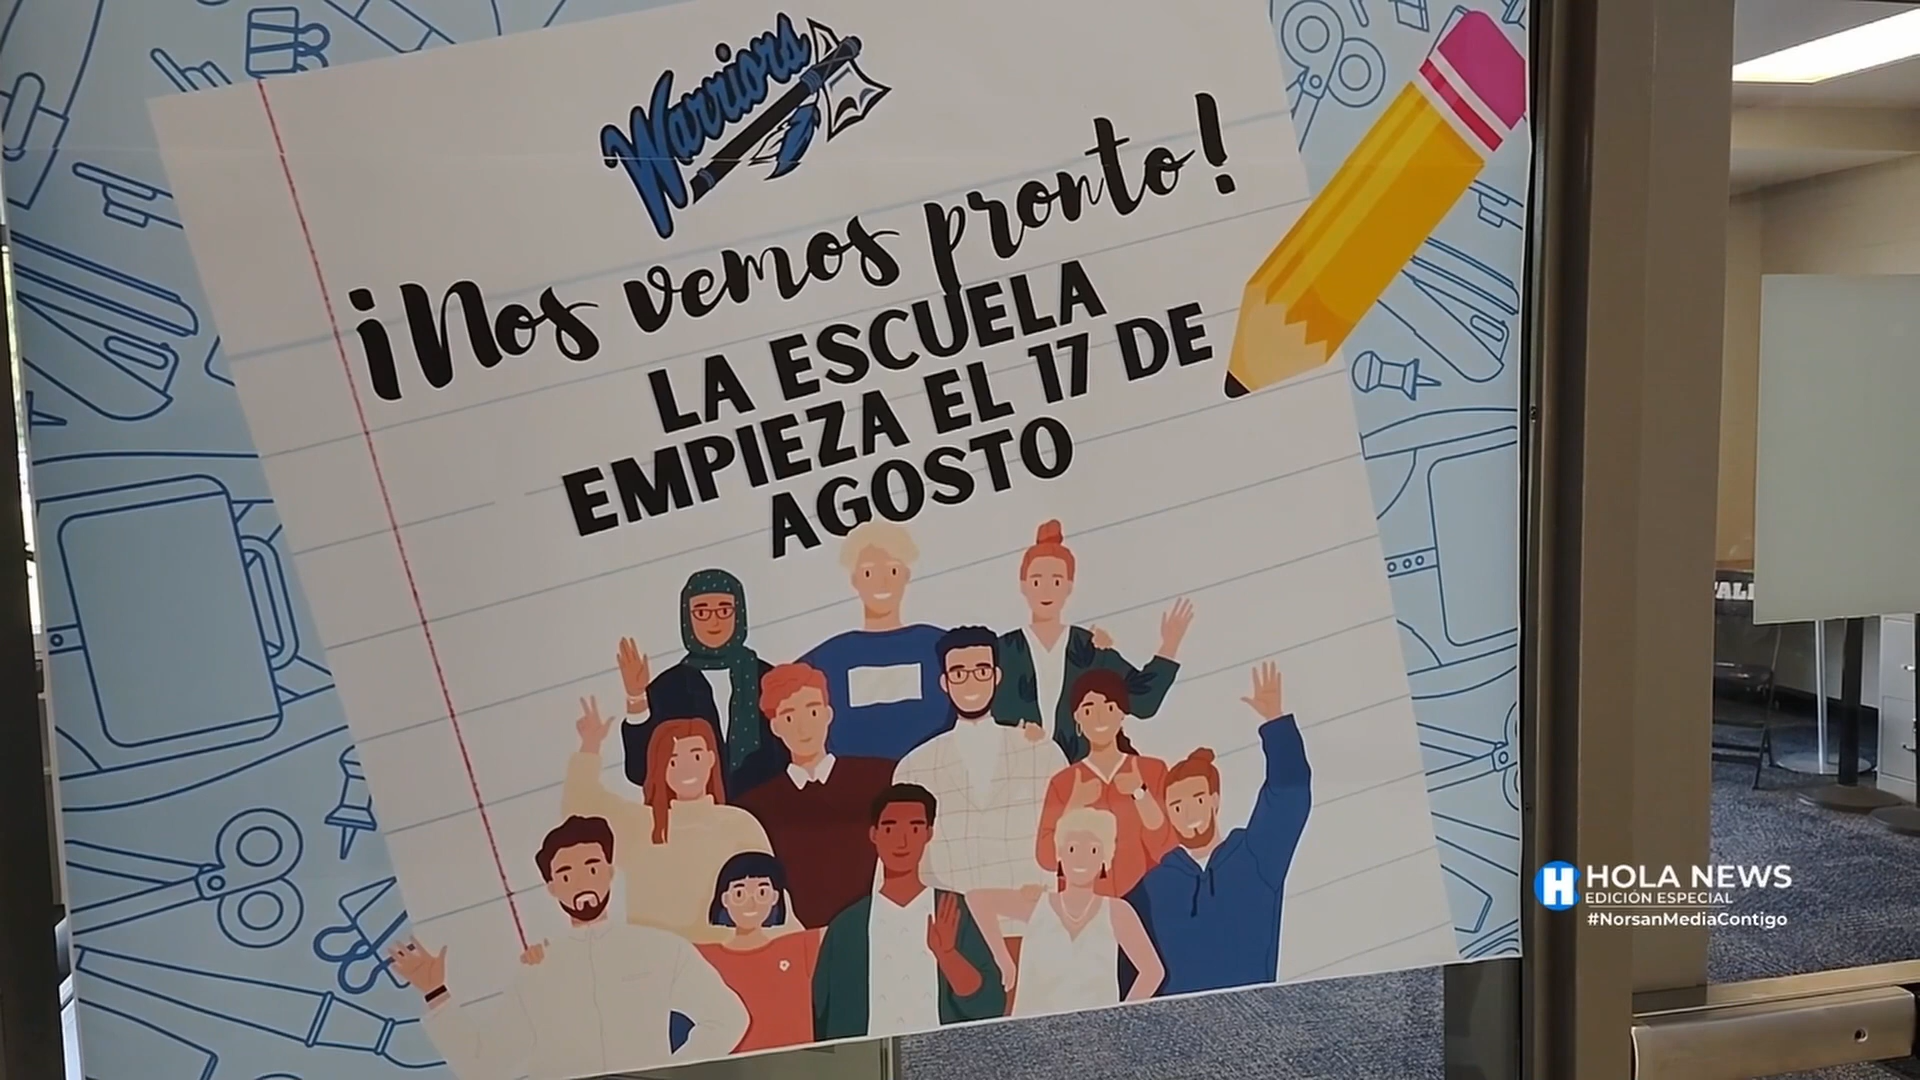 Warriors
¡Nos vemos pronto!
LA ESCUELA
EMPIEZA EL 17 DE
AGOSTO
H HOLA NEWS
EDICIÓN ESPECIAL
#NorsanMediaContigo